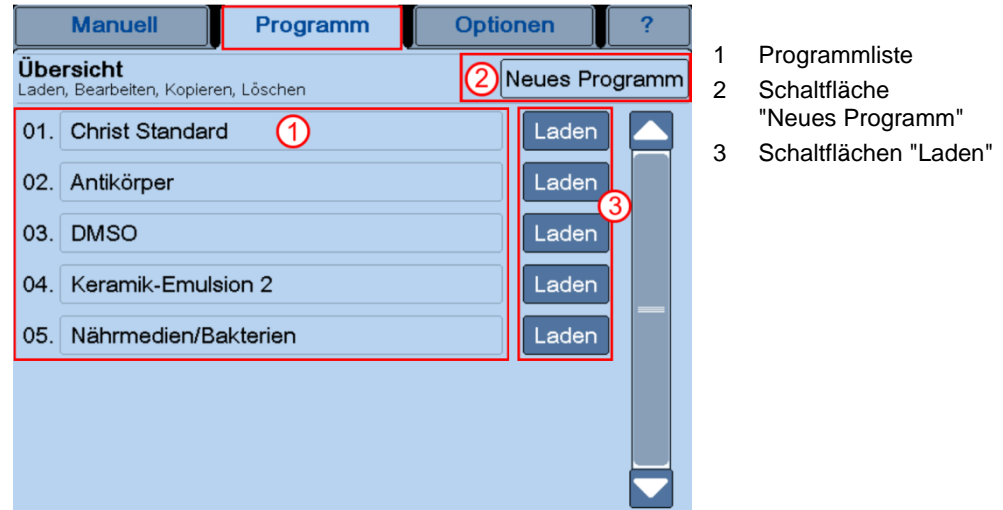 Manuell Programm Optionen ?
Übersicht
Laden, Bearbeiten, Kopieren, Löschen
2 Neues Programm
01. Christ Standard 1 Laden
02. Antikörper Laden
3
03. DMSO Laden
04. Keramik-Emulsion 2 Laden
05. Nährmedien/Bakterien Laden
1 Programmliste
2 Schaltfläche
"Neues Programm"
3 Schaltflächen "Laden"